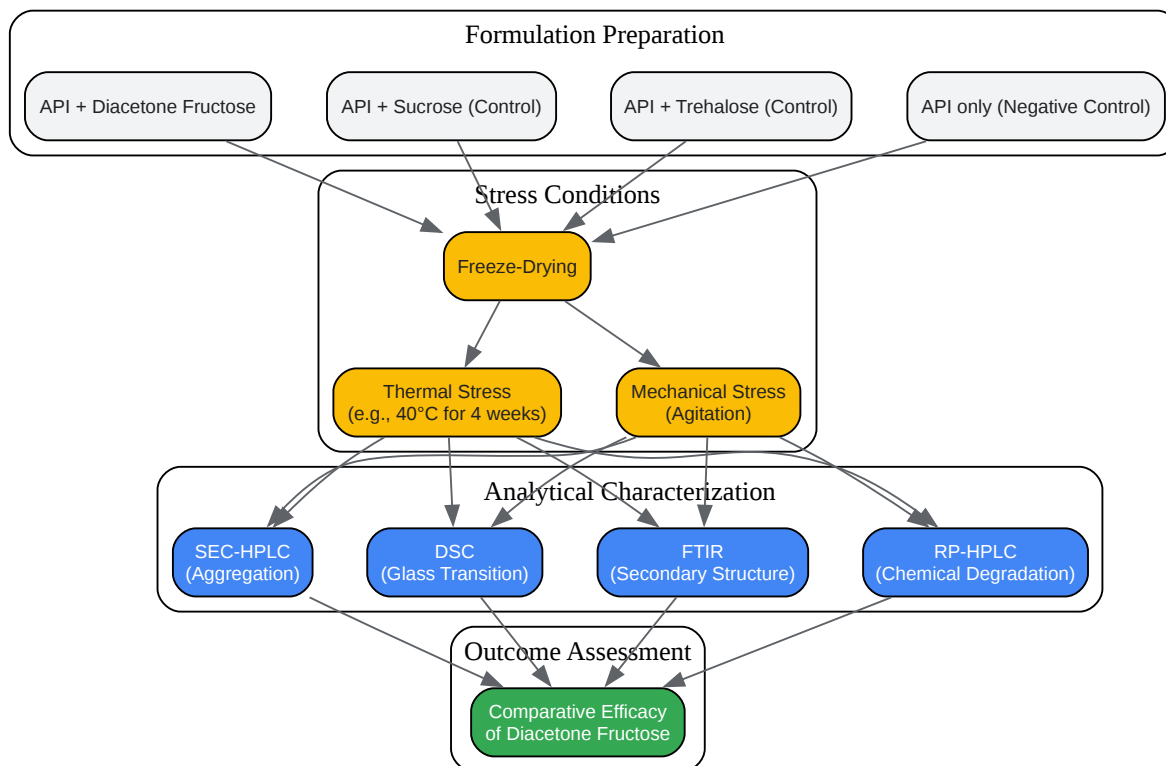 Formulation Preparation
API + Diacetone Fructose
API + Sucrose (Control)
API + Trehalose (Control)
API only (Negative Control)
Stress Conditions
Freeze-Drying
Thermal Stress
(e.g., 40°C for 4 weeks)
Mechanical Stress
(Agitation)
Analytical Characterization
SEC-HPLC
(Aggregation)
DSC
(Glass Transition)
FTIR
(Secondary Structure)
RP-HPLC
(Chemical Degradation)
Outcome Assessment
Comparative Efficacy
of Diacetone Fructose